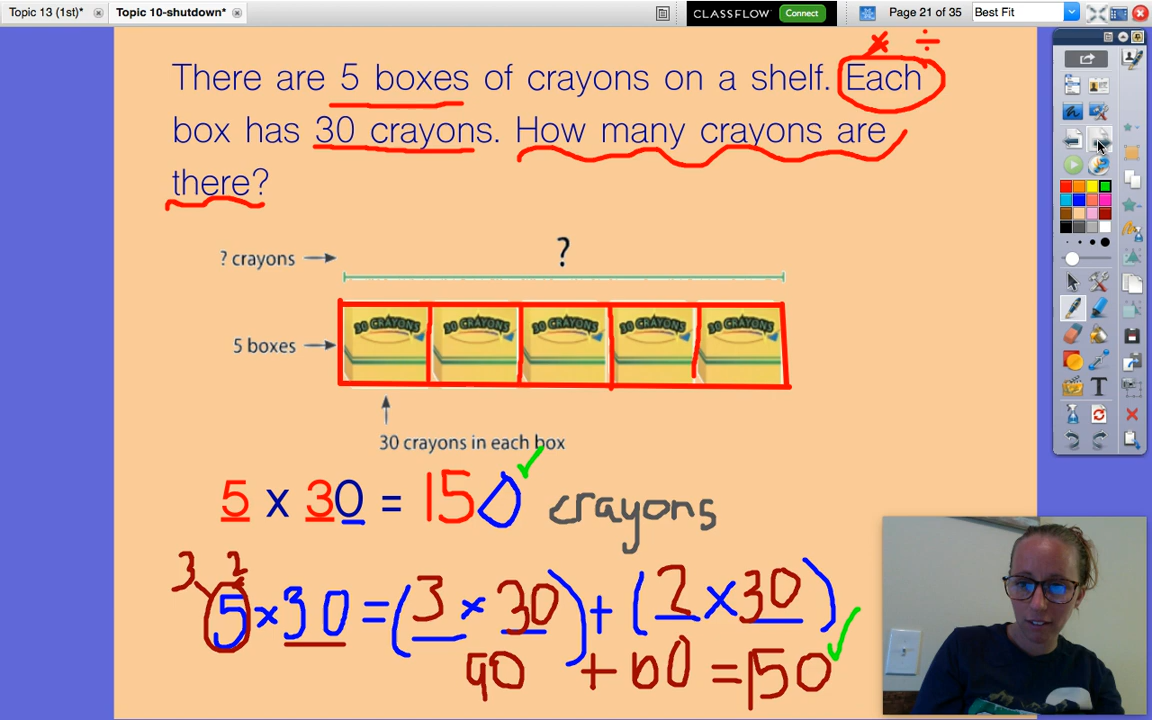 Topic 13 (1st)* Topic 10-shutdown* CLASSFLOW Connect Page 21 of 35 Best Fit
× ÷
There are 5 boxes of crayons on a shelf. Each
box has 30 crayons. How many crayons are
there?
? crayons → ?
30 CRAYONS 30 CRAYONS 30 CRAYONS 30 CRAYONS 30 CRAYONS
5 boxes →
30 crayons in each box
5 x 30 = 150 crayons
3 2
5 × 30 = (3 × 30) + (2 × 30)
90 + 60 = 150
T